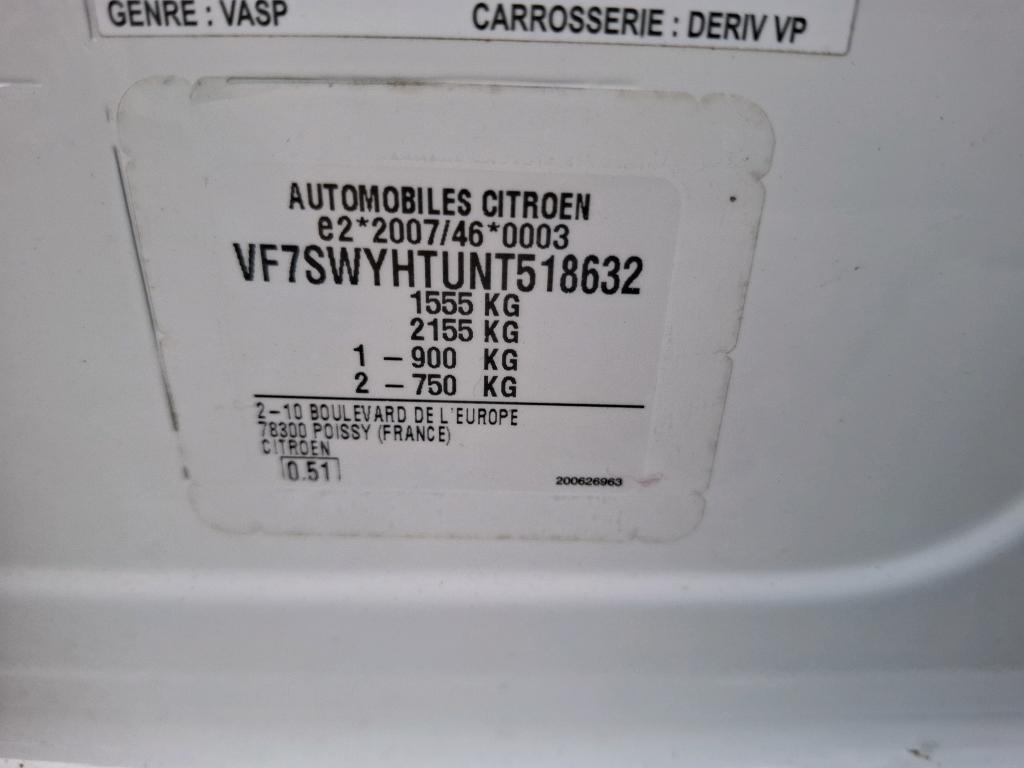 GENRE : VASP CARROSSERIE : DERIV VP
AUTOMOBILES CITROEN
e2*2007/46*0003
VF7SWYHTUNT518632
1555 KG
2155 KG
1 – 900 KG
2 – 750 KG
2-10 BOULEVARD DE L'EUROPE
78300 POISSY (FRANCE)
CITROEN
0.51
200626963